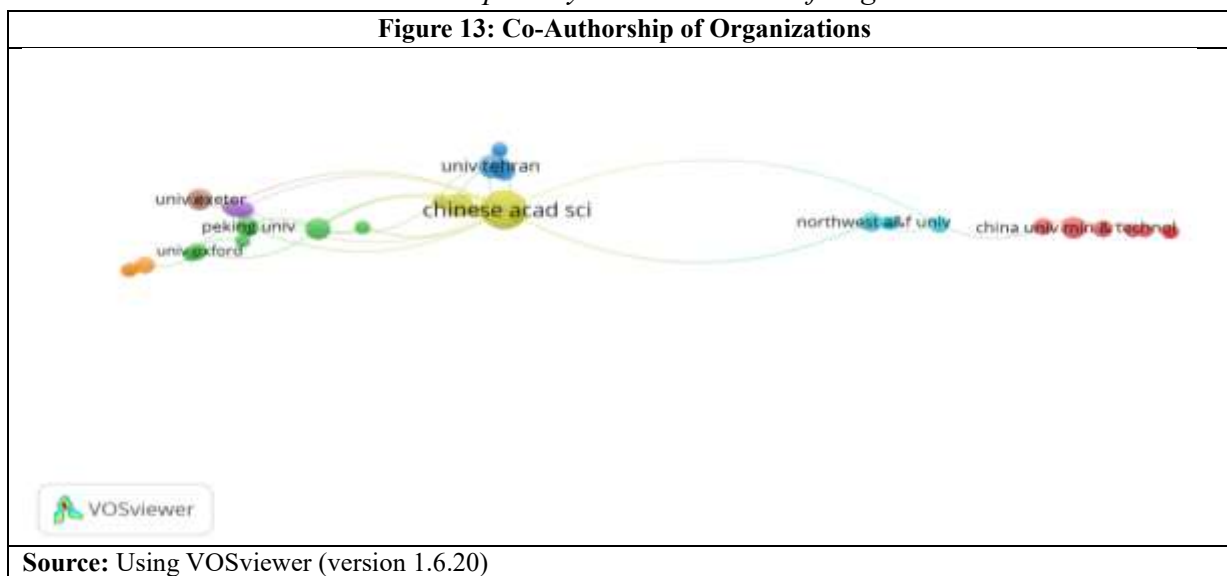 Figure 13: Co-Authorship of Organizations
univ tehran
univ exeter
chinese acad sci
peking univ
northwest a&f univ
china univ min & technol
univ oxford
VOSviewer
Source: Using VOSviewer (version 1.6.20)